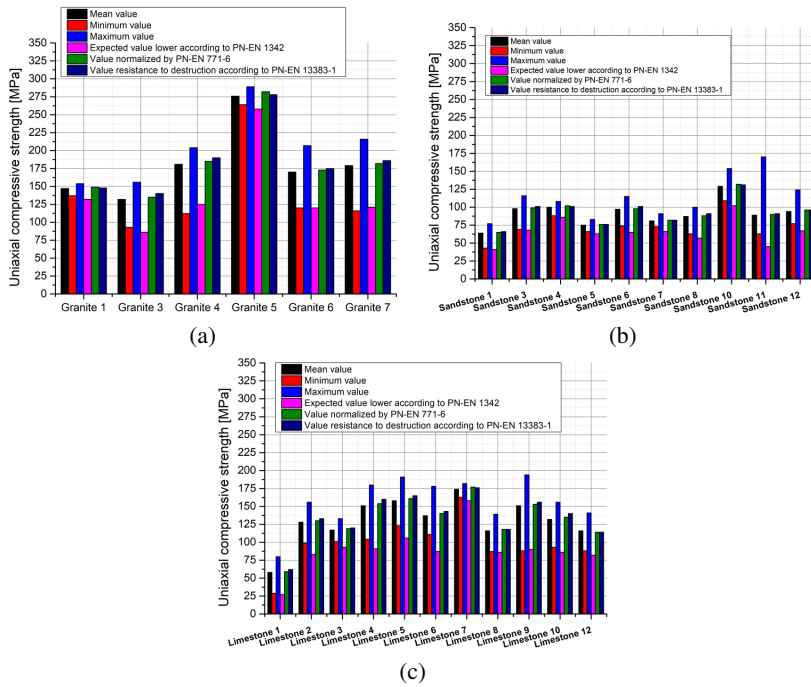 Mean value
Minimum value
Maximum value
Expected value lower according to PN-EN 1342
Value normalized by PN-EN 771-6
Value resistance to destruction according to PN-EN 13383-1
Uniaxial compressive strength [MPa]
350
325
300
275
250
225
200
175
150
125
100
75
50
25
0
Granite 1 Granite 3 Granite 4 Granite 5 Granite 6 Granite 7
(a)
Mean value
Minimum value
Maximum value
Expected value lower according to PN-EN 1342
Value normalized by PN-EN 771-6
Value resistance to destruction according to PN-EN 13383-1
Uniaxial compressive strength [MPa]
350
325
300
275
250
225
200
175
150
125
100
75
50
25
0
Sandstone 1 Sandstone 3 Sandstone 4 Sandstone 5 Sandstone 6 Sandstone 7 Sandstone 8 Sandstone 10 Sandstone 11 Sandstone 12
(b)
Mean value
Minimum value
Maximum value
Expected value lower according to PN-EN 1342
Value normalized by PN-EN 771-6
Value resistance to destruction according to PN-EN 13383-1
Uniaxial compressive strength [MPa]
350
325
300
275
250
225
200
175
150
125
100
75
50
25
0
Limestone 1 Limestone 2 Limestone 3 Limestone 4 Limestone 5 Limestone 6 Limestone 7 Limestone 8 Limestone 9 Limestone 10 Limestone 12
(c)